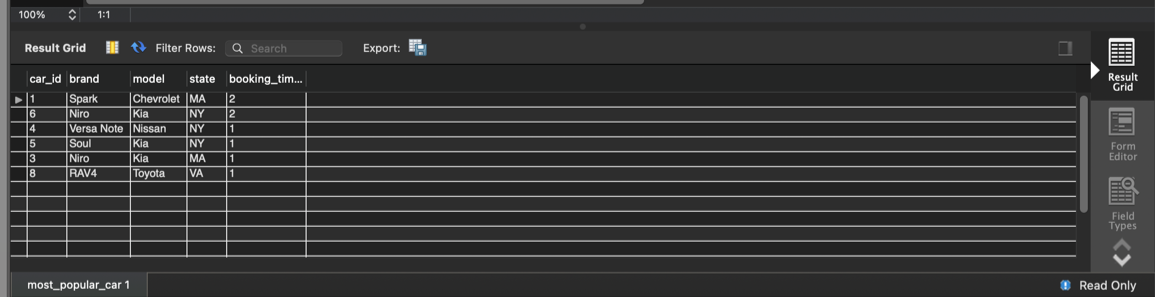 100% 1:1
Result Grid Filter Rows: Search Export:
car_id brand model state booking_tim...
1 Spark Chevrolet MA 2
6 Niro Kia NY 2
4 Versa Note Nissan NY 1
5 Soul Kia NY 1
3 Niro Kia MA 1
8 RAV4 Toyota VA 1
Result
Grid
Form
Editor
Field
Types
most_popular_car 1 Read Only